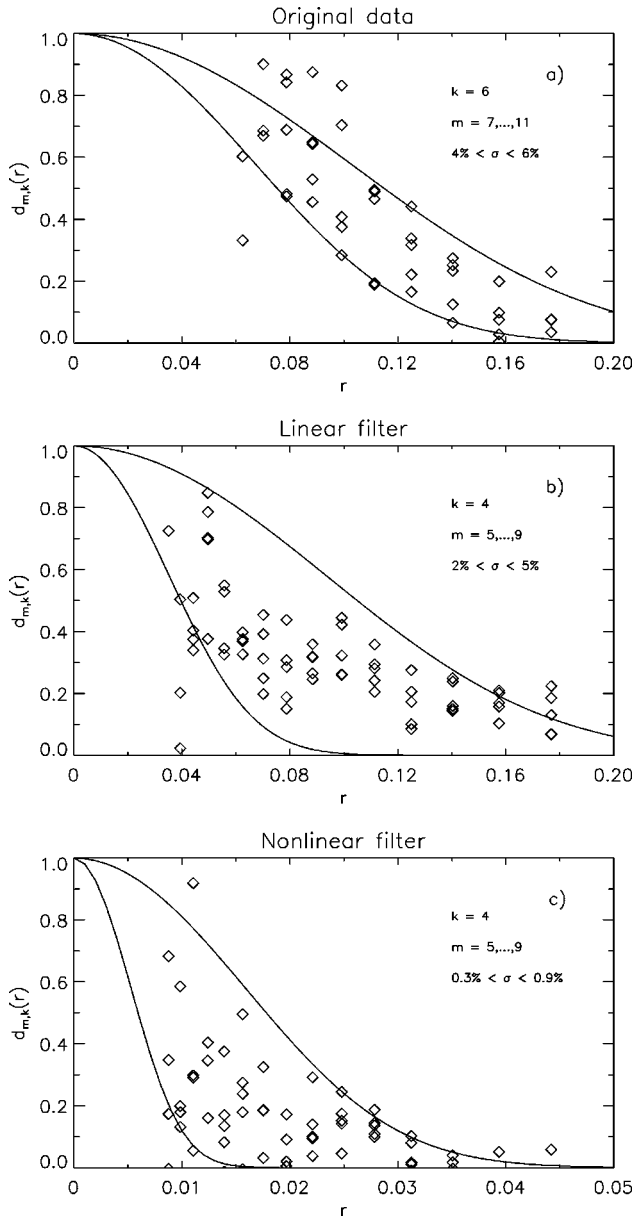 Original data
a)
k = 6
m = 7,...,11
4% < σ < 6%
d_{m,k}(r)
1.0
0.8
0.6
0.4
0.2
0.0
0 0.04 0.08 0.12 0.16 0.20
r
Linear filter
b)
k = 4
m = 5,...,9
2% < σ < 5%
d_{m,k}(r)
1.0
0.8
0.6
0.4
0.2
0.0
0 0.04 0.08 0.12 0.16 0.20
r
Nonlinear filter
c)
k = 4
m = 5,...,9
0.3% < σ < 0.9%
d_{m,k}(r)
1.0
0.8
0.6
0.4
0.2
0.0
0 0.01 0.02 0.03 0.04 0.05
r